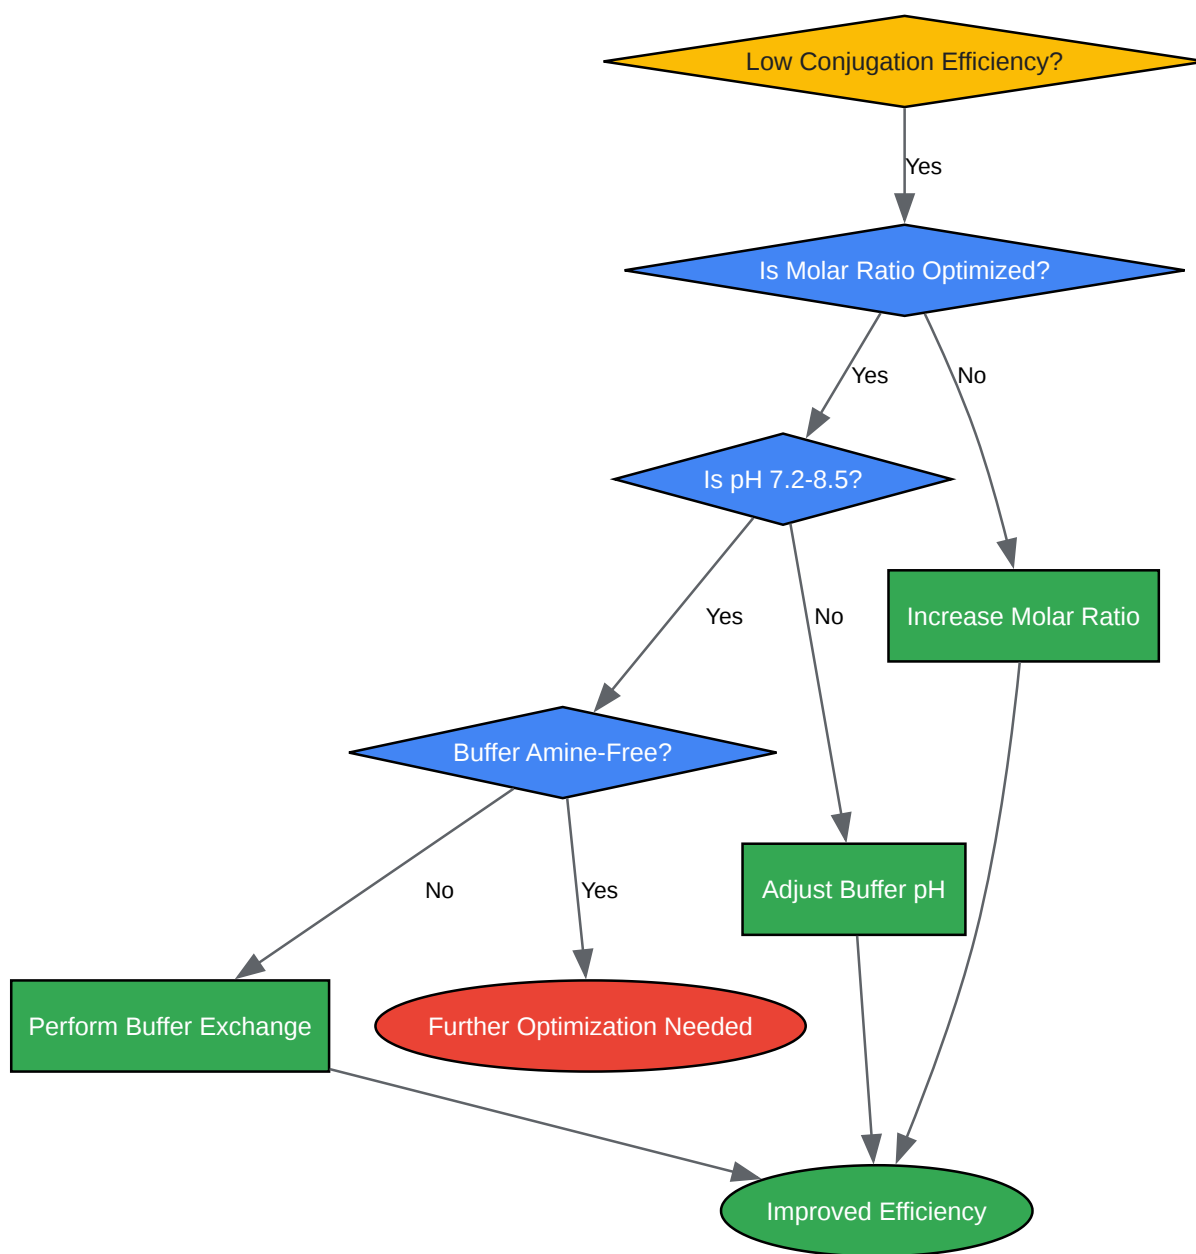 Low Conjugation Efficiency?
Yes
Is Molar Ratio Optimized?
Yes
No
Is pH 7.2-8.5?
Yes
No
Increase Molar Ratio
Buffer Amine-Free?
No
Yes
Adjust Buffer pH
Perform Buffer Exchange
Further Optimization Needed
Improved Efficiency